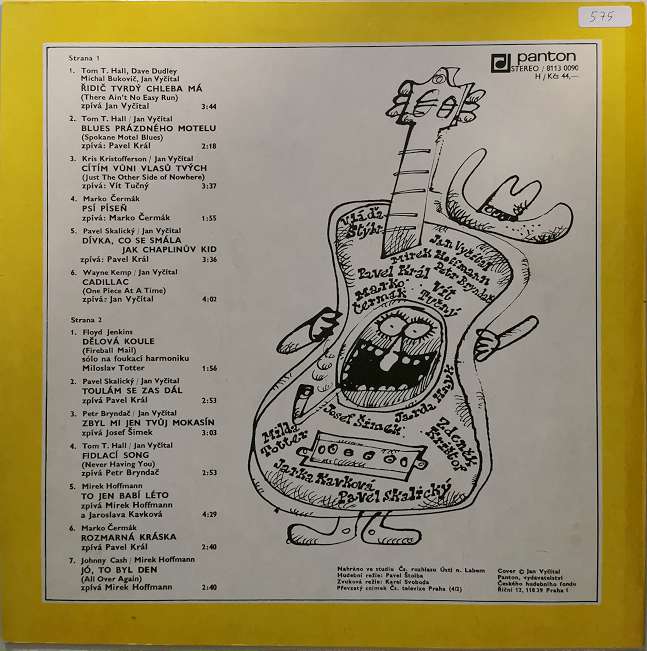 575
panton
STEREO / 8113 0090
H / Kčs 44,—
Strana 1
1. Tom T. Hall, Dave Dudley
Michal Bukovič, Jan Vyčítal
ŘIDIČ TVRDÝ CHLEBA MÁ
(There Ain't No Easy Run)
zpívá Jan Vyčítal 3:44
2. Tom T. Hall / Jan Vyčítal
BLUES PRÁZDNÉHO MOTELU
(Spokane Motel Blues)
zpívá: Pavel Král 2:18
3. Kris Kristofferson / Jan Vyčítal
CÍTÍM VŮNI VLASŮ TVÝCH
(Just The Other Side of Nowhere)
zpívá: Vít Tučný 3:37
4. Marko Čermák
PSÍ PÍSEŇ
zpívá: Marko Čermák 1:55
5. Pavel Skalický / Jan Vyčítal
DÍVKA, CO SE SMÁLA
JAK CHAPLINŮV KID
zpívá: Pavel Král 3:36
6. Wayne Kemp / Jan Vyčítal
CADILLAC
(One Piece At A Time)
zpívá: Jan Vyčítal 4:02
Strana 2
1. Floyd Jenkins
DĚLOVÁ KOULE
(Fireball Mail)
sólo na foukací harmoniku
Miloslav Totter 1:56
2. Pavel Skalický / Jan Vyčítal
TOULÁM SE ZAS DÁL
zpívá Pavel Král 2:53
3. Petr Bryndač / Jan Vyčítal
ZBYL MI JEN TVŮJ MOKASÍN
zpívá Josef Šimek 3:03
4. Tom T. Hall / Jan Vyčítal
FIDLACÍ SONG
(Never Having You)
zpívá Petr Bryndač 2:53
5. Mirek Hoffmann
TO JEN BABÍ LÉTO
zpívá Mirek Hoffmann
a Jaroslava Kavková 4:29
6. Marko Čermák
ROZMARNÁ KRÁSKA
zpívá Pavel Král 2:40
7. Johnny Cash / Mirek Hoffmann
JÓ, TO BYL DEN
(All Over Again)
zpívá Mirek Hoffmann 2:40
Vláďa
Štýbr
Jan Vyčítal
Mirek Hoffmann
Petr Bryndač
Pavel Král
Marko
Čermák
Vít
Tučný
Josef Šimek
Jarda
Milda
Totter
Zdeněk
Krištof
Jarka Kavková
Pavel Skalický
Nahráno ve studiu Čs. rozhlasu Ústí n. Labem
Hudební režie: Pavel Štolba
Zvuková režie: Karel Svoboda
Převzatý snímek Čs. televize Praha (4/2)
Cover © Jan Vyčítal
Panton, vydavatelství
Českého hudebního fondu
Říční 12, 118 39 Praha 1